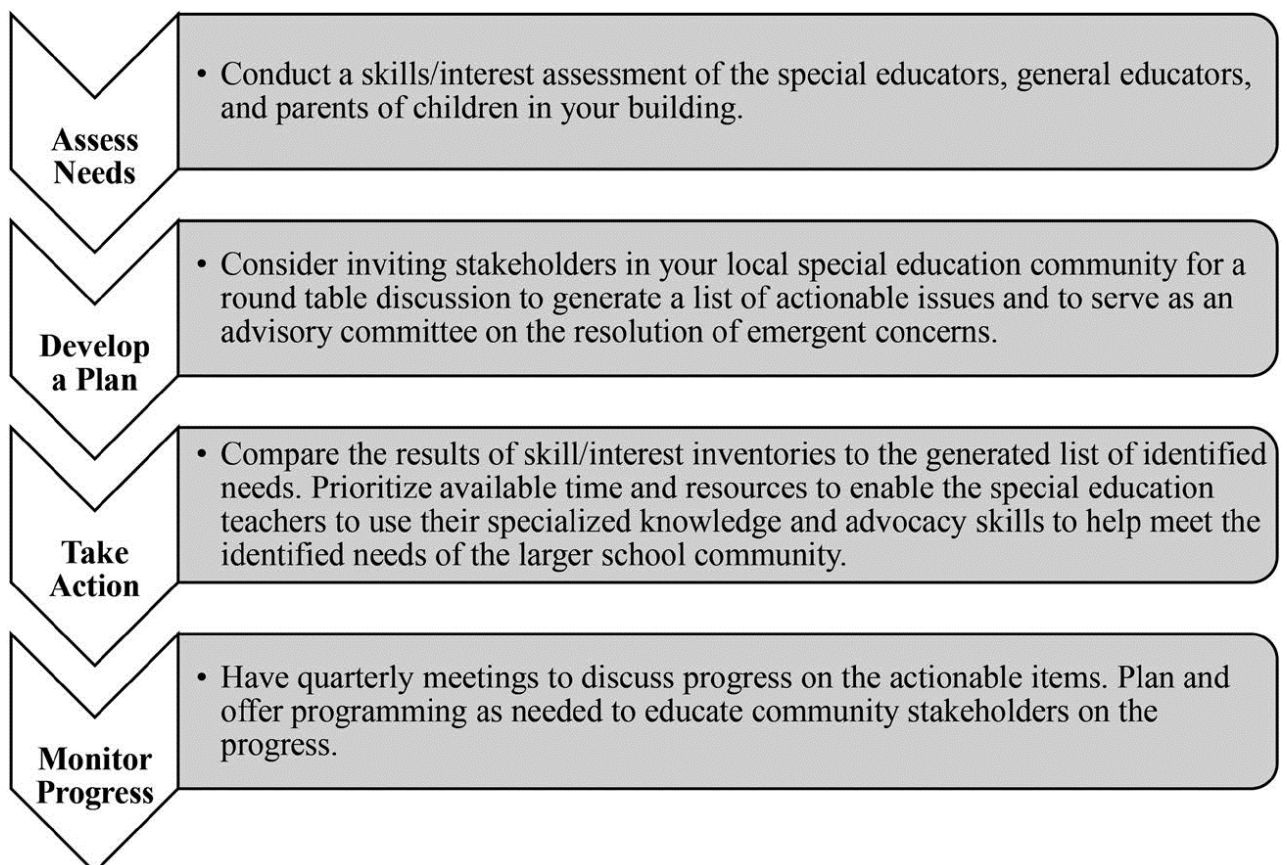 Assess
Needs
• Conduct a skills/interest assessment of the special educators, general educators,
and parents of children in your building.
Develop
a Plan
• Consider inviting stakeholders in your local special education community for a
round table discussion to generate a list of actionable issues and to serve as an
advisory committee on the resolution of emergent concerns.
Take
Action
• Compare the results of skill/interest inventories to the generated list of identified
needs. Prioritize available time and resources to enable the special education
teachers to use their specialized knowledge and advocacy skills to help meet the
identified needs of the larger school community.
Monitor
Progress
• Have quarterly meetings to discuss progress on the actionable items. Plan and
offer programming as needed to educate community stakeholders on the
progress.